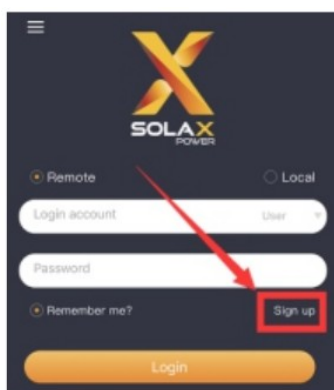 SOLAX
POWER
Remote Local
Login account User
Password
Remember me? Sign up
Login